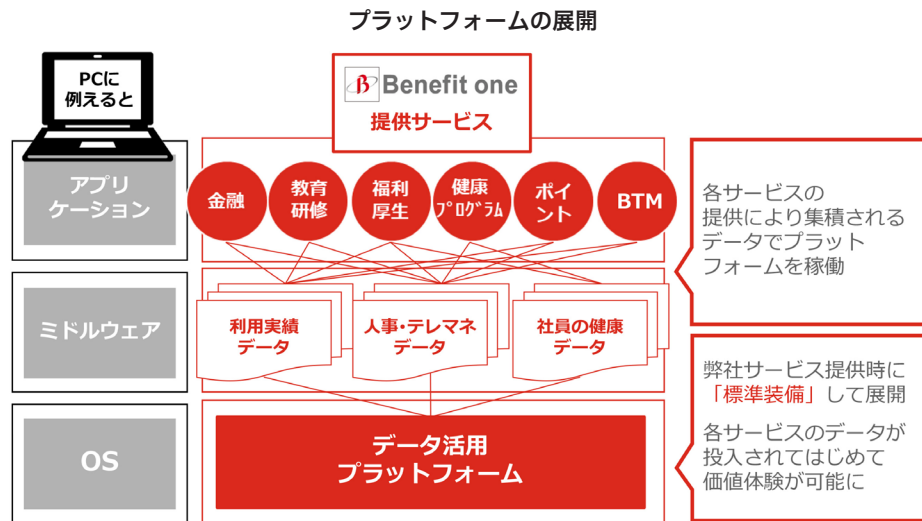 プラットフォームの展開
PCに
例えると
β Benefit one
提供サービス
アプリ
ケーション
金融
教育
研修
福利
厚生
健康
プログラム
ポイ
ント
BTM
各サービスの
提供により集積される
データでプラット
フォームを稼働
ミドルウェア
利用実績
データ
人事・テレマネ
データ
社員の健康
データ
弊社サービス提供時に
「標準装備」して展開
各サービスのデータが
投入されてはじめて
価値体験が可能に
OS
データ活用
プラットフォーム